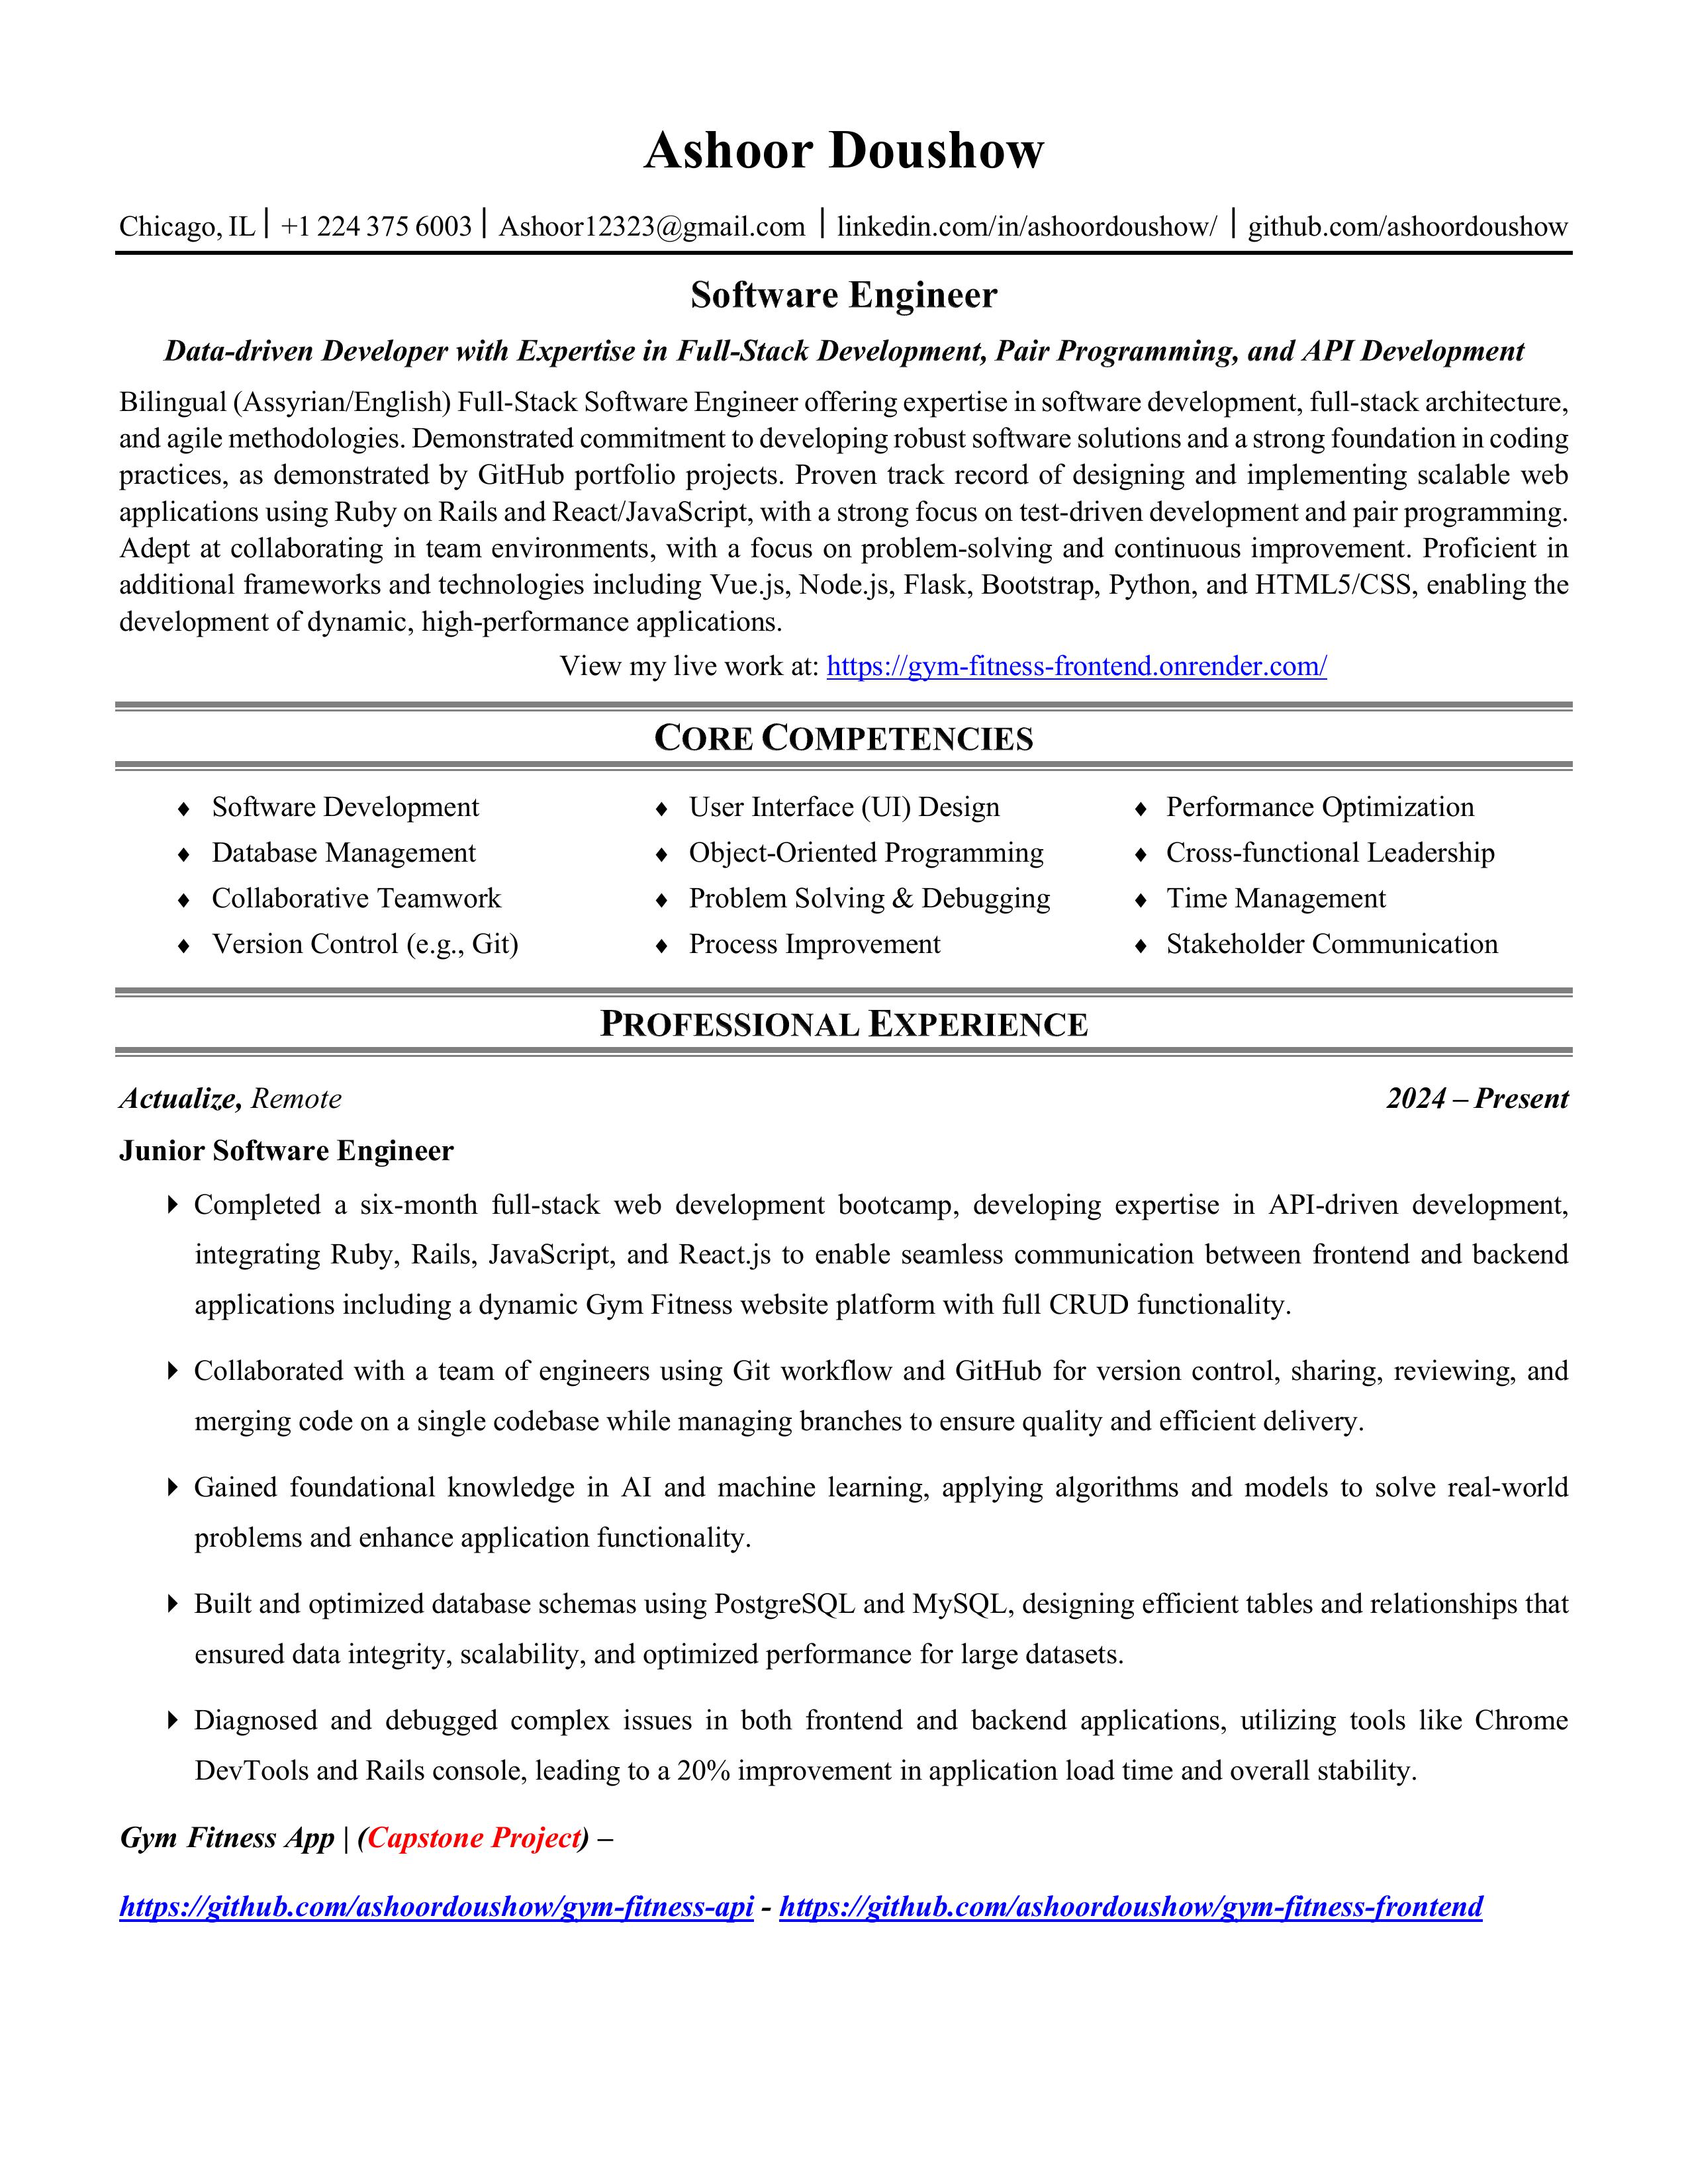 Ashoor Doushow
Chicago, IL | +1 224 375 6003 | Ashoor12323@gmail.com | linkedin.com/in/ashoordoushow/ | github.com/ashoordoushow
Software Engineer
Data-driven Developer with Expertise in Full-Stack Development, Pair Programming, and API Development
Bilingual (Assyrian/English) Full-Stack Software Engineer offering expertise in software development, full-stack architecture,
and agile methodologies. Demonstrated commitment to developing robust software solutions and a strong foundation in coding
practices, as demonstrated by GitHub portfolio projects. Proven track record of designing and implementing scalable web
applications using Ruby on Rails and React/JavaScript, with a strong focus on test-driven development and pair programming.
Adept at collaborating in team environments, with a focus on problem-solving and continuous improvement. Proficient in
additional frameworks and technologies including Vue.js, Node.js, Flask, Bootstrap, Python, and HTML5/CSS, enabling the
development of dynamic, high-performance applications.
View my live work at: https://gym-fitness-frontend.onrender.com/
CORE COMPETENCIES
♦ Software Development
♦ Database Management
♦ Collaborative Teamwork
♦ Version Control (e.g., Git)
♦ User Interface (UI) Design
♦ Object-Oriented Programming
♦ Problem Solving & Debugging
♦ Process Improvement
♦ Performance Optimization
♦ Cross-functional Leadership
♦ Time Management
♦ Stakeholder Communication
PROFESSIONAL EXPERIENCE
Actualize, Remote 2024 – Present
Junior Software Engineer
Completed a six-month full-stack web development bootcamp, developing expertise in API-driven development,
integrating Ruby, Rails, JavaScript, and React.js to enable seamless communication between frontend and backend
applications including a dynamic Gym Fitness website platform with full CRUD functionality.
Collaborated with a team of engineers using Git workflow and GitHub for version control, sharing, reviewing, and
merging code on a single codebase while managing branches to ensure quality and efficient delivery.
Gained foundational knowledge in AI and machine learning, applying algorithms and models to solve real-world
problems and enhance application functionality.
Built and optimized database schemas using PostgreSQL and MySQL, designing efficient tables and relationships that
ensured data integrity, scalability, and optimized performance for large datasets.
Diagnosed and debugged complex issues in both frontend and backend applications, utilizing tools like Chrome
DevTools and Rails console, leading to a 20% improvement in application load time and overall stability.
Gym Fitness App | (Capstone Project) –
https://github.com/ashoordoushow/gym-fitness-api - https://github.com/ashoordoushow/gym-fitness-frontend